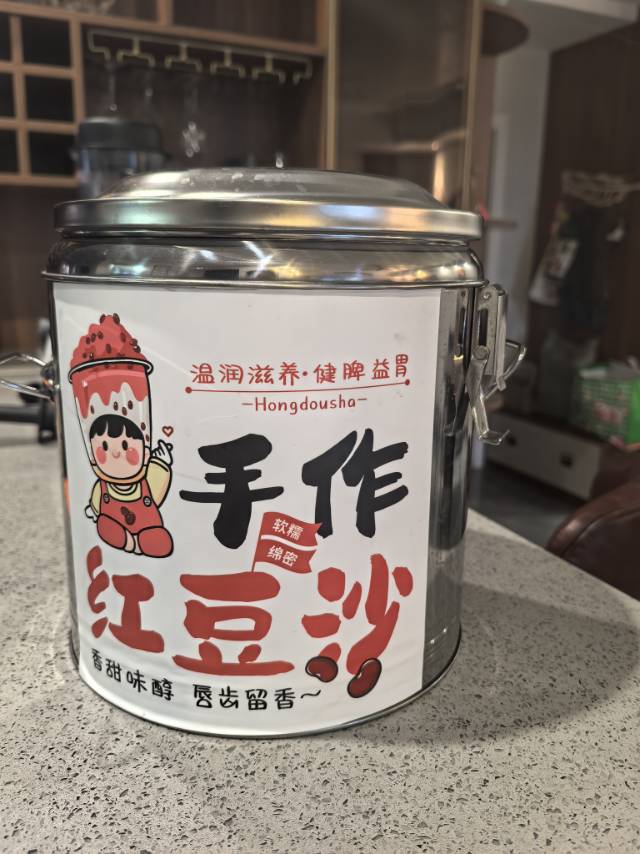 温润滋养·健脾益胃
-Hongdousha-
手作
软糯
绵密
红豆沙
香甜味醇 唇齿留香~